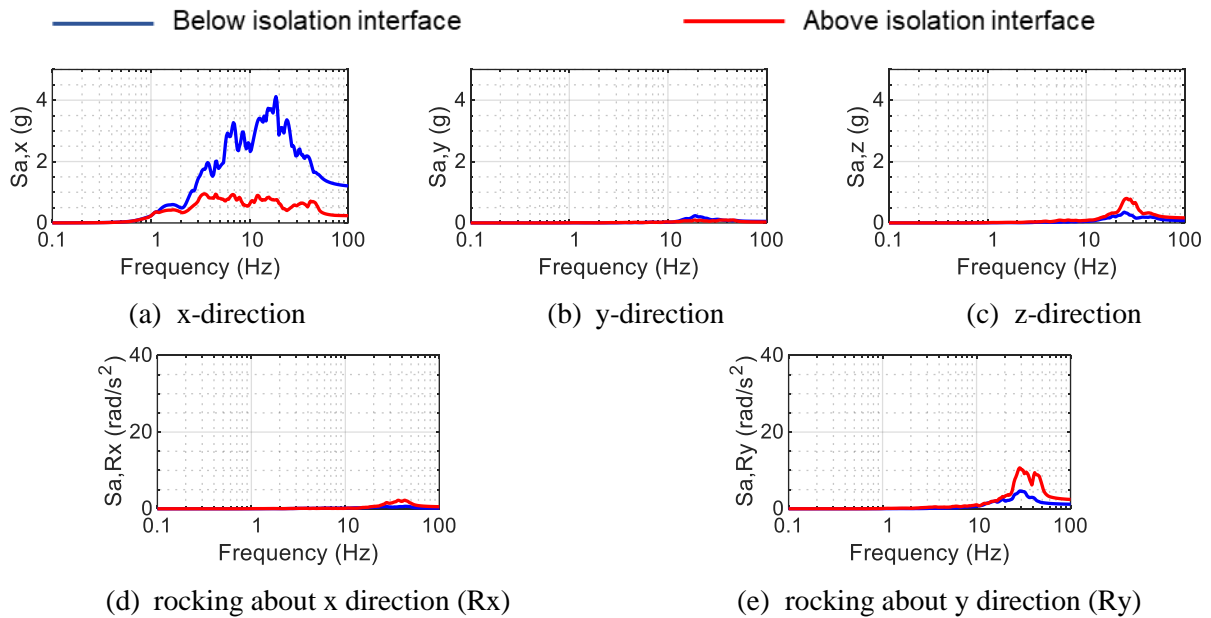 Below isolation interface
Above isolation interface
Sa,x (g)
4
2
0
0.1 1 10 100
Frequency (Hz)
(a) x-direction
Sa,y (g)
4
2
0
0.1 1 10 100
Frequency (Hz)
(b) y-direction
Sa,z (g)
4
2
0
0.1 1 10 100
Frequency (Hz)
(c) z-direction
Sa,Rx (rad/s²)
40
20
0
0.1 1 10 100
Frequency (Hz)
(d) rocking about x direction (Rx)
Sa,Ry (rad/s²)
40
20
0
0.1 1 10 100
Frequency (Hz)
(e) rocking about y direction (Ry)